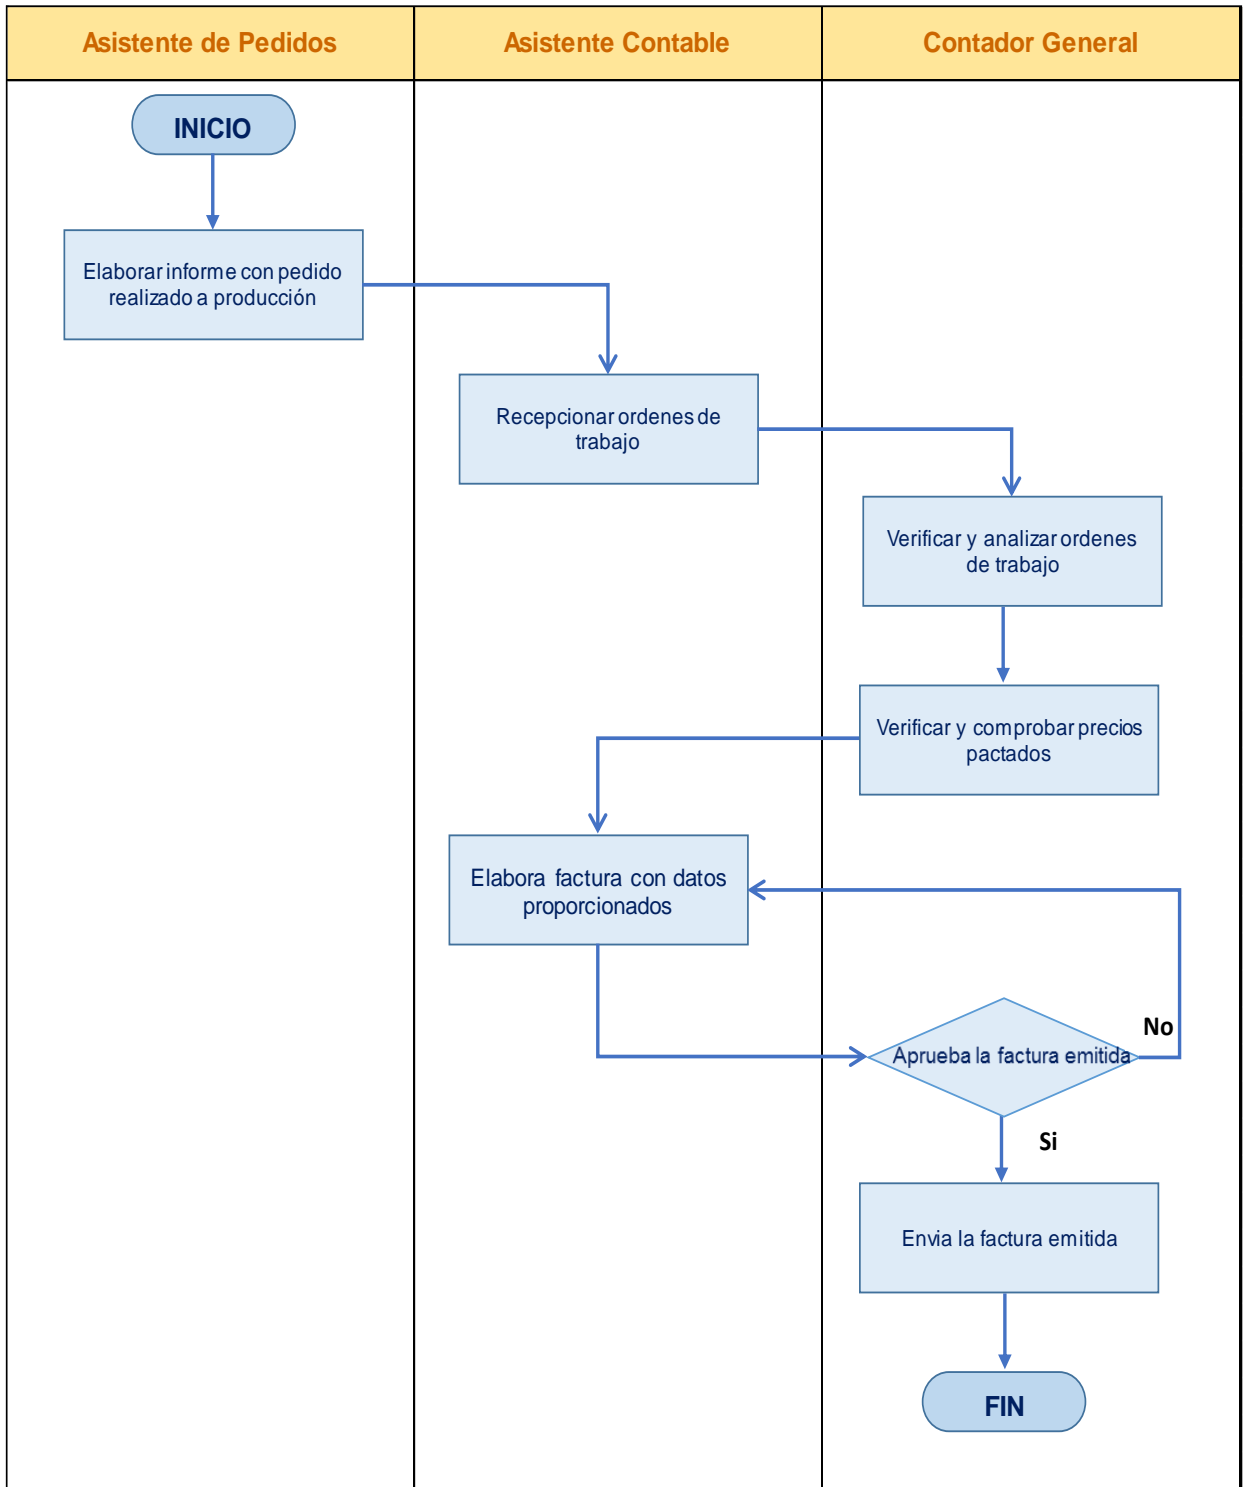 Asistente de Pedidos
Asistente Contable
Contador General
INICIO
Elaborar informe con pedido
realizado a producción
Recepcionar ordenes de
trabajo
Verificar y analizar ordenes
de trabajo
Verificar y comprobar precios
pactados
Elabora factura con datos
proporcionados
Aprueba la factura emitida
No
Si
Envia la factura emitida
FIN